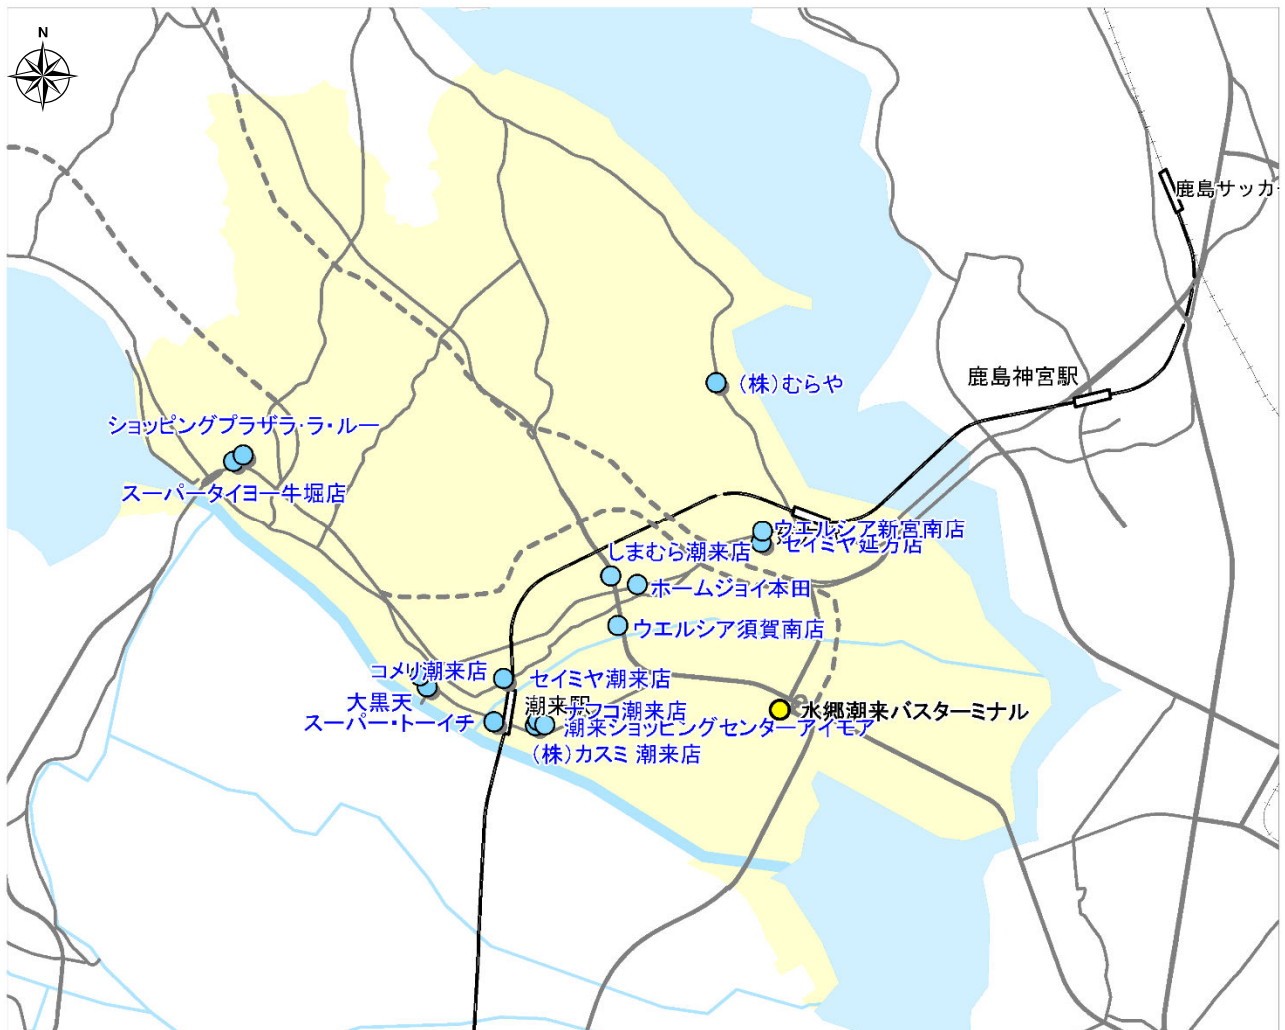 N
鹿島サッカー
鹿島神宮駅
（株）むらや
ショッピングプラザラ・ラ・ルー
スーパータイヨー牛堀店
ウエルシア新宮南店
セイミヤ延方店
しまむら潮来店
ホームジョイ本田
ウエルシア須賀南店
コメリ潮来店
セイミヤ潮来店
大黒天
潮来駅
ナフコ潮来店
水郷潮来バスターミナル
スーパー・トーイチ
潮来ショッピングセンターアイモア
（株）カスミ 潮来店